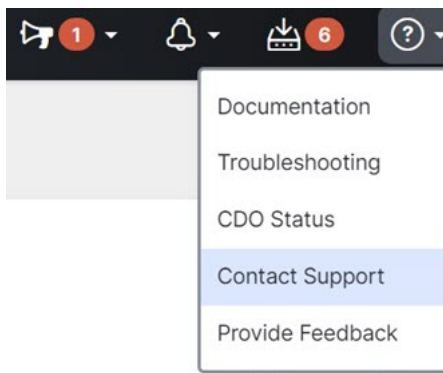 1 6 ?
Documentation
Troubleshooting
CDO Status
Contact Support
Provide Feedback